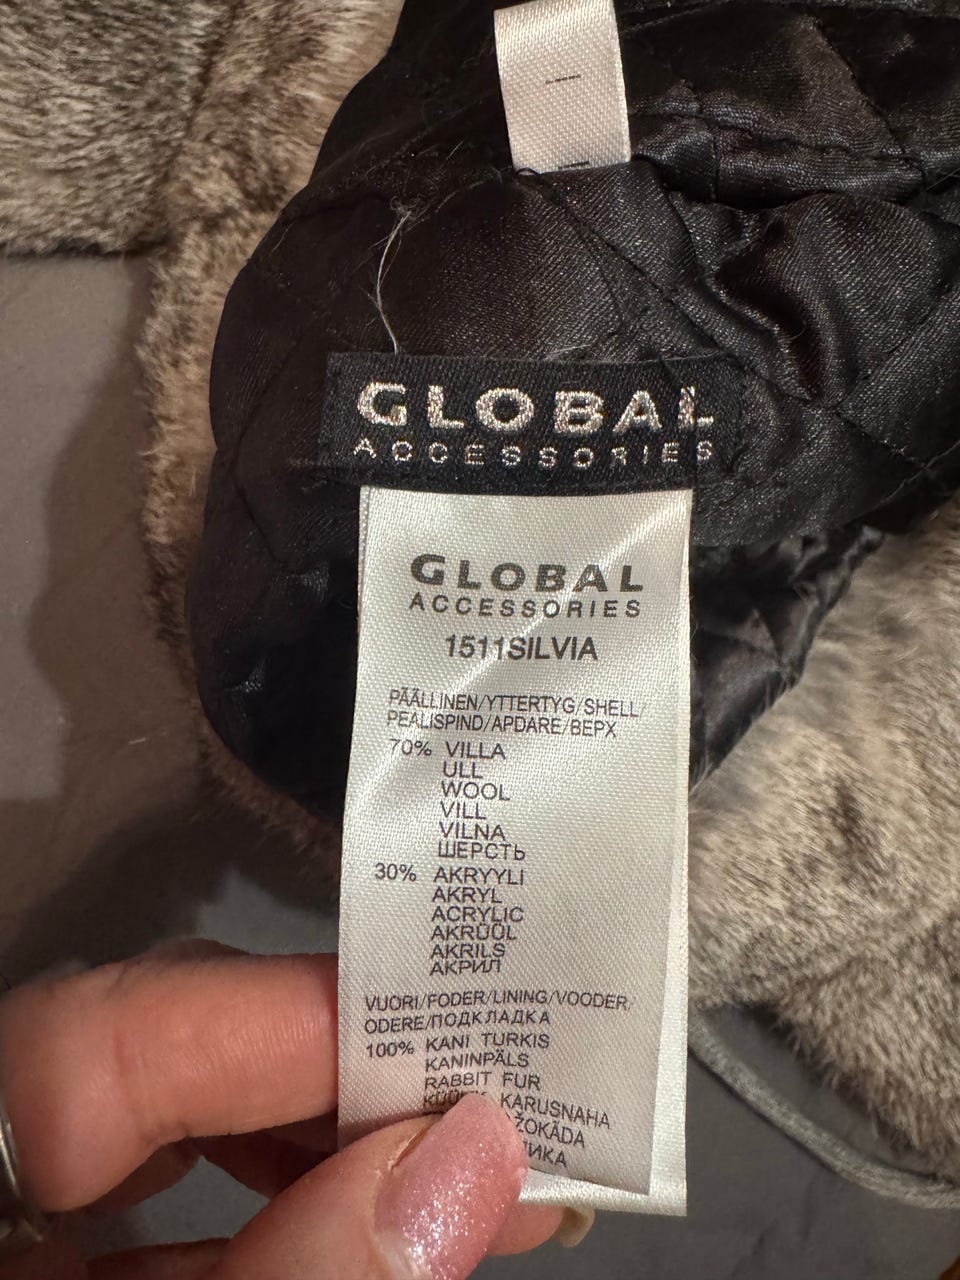 GLOBAL
ACCESSORIES
GLOBAL
ACCESSORIES
1511SILVIA
PÄÄLLINEN/YTTERTYG/SHELL/
PEALISPIND/APDARE/ВЕРХ
70% VILLA
ULL
WOOL
VILL
VILNA
ШЕРСТЬ
30% AKRYYLI
AKRYL
ACRYLIC
AKRÜÜL
AKRILS
АКРИЛ
VUORI/FODER/LINING/VOODER/
ODERE/ПОДКЛАДКА
100% KANI TURKIS
KANINPÄLS
RABBIT FUR
KARUSNAHA